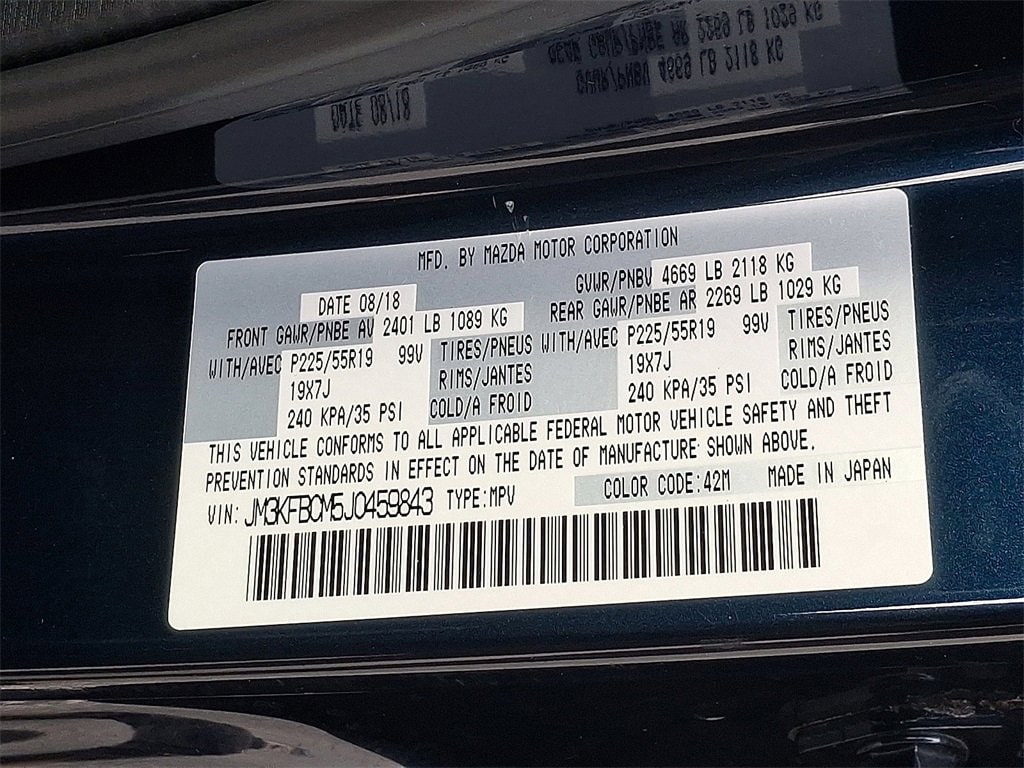 MFD. BY MAZDA MOTOR CORPORATION
DATE 08/18
GVWR/PNBV 4669 LB 2118 KG
FRONT GAWR/PNBE AV 2401 LB 1089 KG
REAR GAWR/PNBE AR 2269 LB 1029 KG
WITH/AVEC P225/55R19 99V TIRES/PNEUS WITH/AVEC P225/55R19 99V TIRES/PNEUS
19X7J RIMS/JANTES 19X7J RIMS/JANTES
240 KPA/35 PSI COLD/A FROID 240 KPA/35 PSI COLD/A FROID
THIS VEHICLE CONFORMS TO ALL APPLICABLE FEDERAL MOTOR VEHICLE SAFETY AND THEFT
PREVENTION STANDARDS IN EFFECT ON THE DATE OF MANUFACTURE SHOWN ABOVE.
VIN: JM3KFBCM5J0459843 TYPE:MPV COLOR CODE:42M MADE IN JAPAN